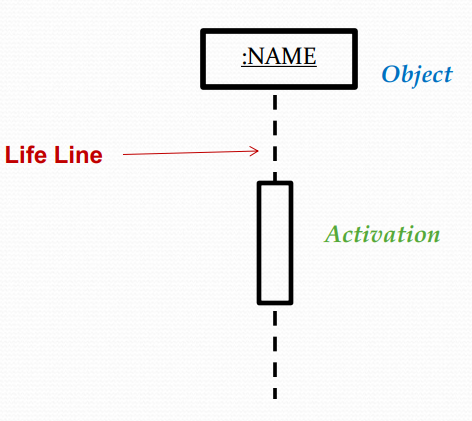 :NAME
Object
Life Line
Activation